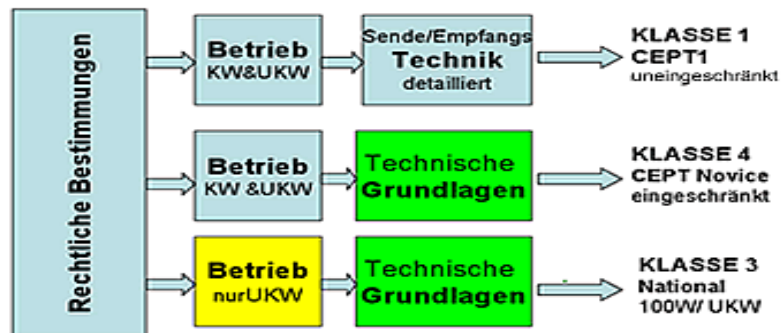 Rechtliche Bestimmungen
Betrieb
KW&UKW
Sende/Empfangs
Technik
detailliert
KLASSE 1
CEPT1
uneingeschränkt
Betrieb
KW &UKW
Technische
Grundlagen
KLASSE 4
CEPT Novice
eingeschränkt
Betrieb
nurUKW
Technische
Grundlagen
KLASSE 3
National
100W/ UKW